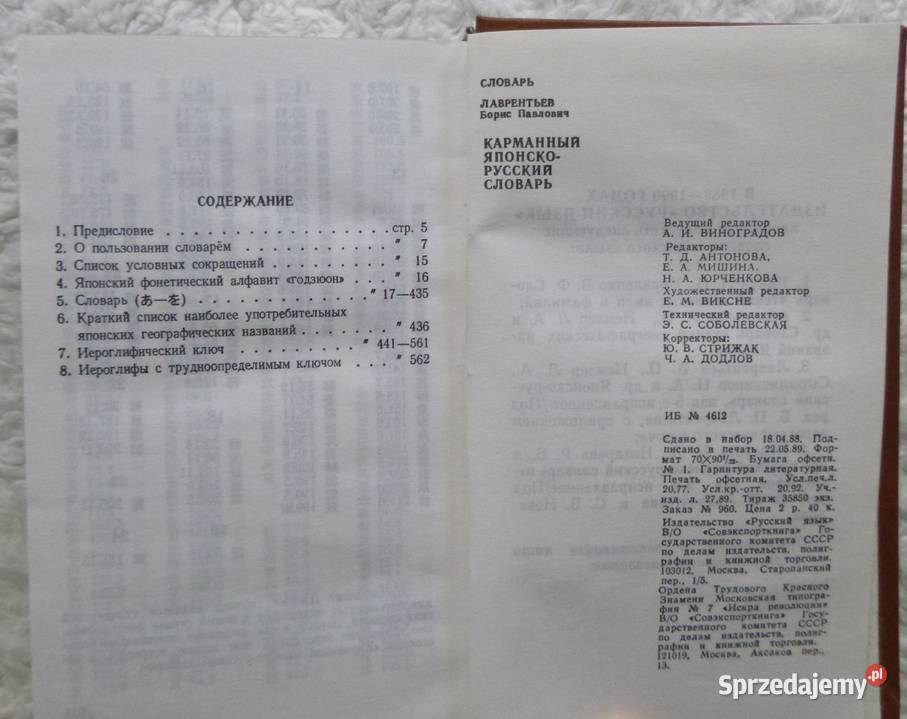 СОДЕРЖАНИЕ
1. Предисловие . . . . . . . . . . . . . . . стр. 5
2. О пользовании словарём . . . . . . . . . . " 7
3. Список условных сокращений . . . . . . . . " 15
4. Японский фонетический алфавит «годзюон» . . . " 16
5. Словарь (あ—を) . . . . . . . . . . . . . " 17—435
6. Краткий список наиболее употребительных
японских географических названий . . . . . . " 436
7. Иероглифический ключ . . . . . . . . . . " 441—561
8. Иероглифы с трудноопределимым ключом . . . " 562
СЛОВАРЬ
ЛАВРЕНТЬЕВ
Борис Павлович
КАРМАННЫЙ
ЯПОНСКО-
РУССКИЙ
СЛОВАРЬ
Ведущий редактор
А. И. ВИНОГРАДОВ
Редакторы:
Т. Д. АНТОНОВА,
Е. А. МИШИНА,
Н. А. ЮРЧЕНКОВА
Художественный редактор
Е. М. ВИКСНЕ
Технический редактор
Э. С. СОБОЛЕВСКАЯ
Корректоры:
Ю. В. СТРИЖАК
Ч. А. ДОДЛОВ
ИБ № 4612
Сдано в набор 18.04.88. Под-
писано в печать 22.05.89. Фор-
мат 70×90¹/₃₂. Бумага офсетн.
№ 1. Гарнитура литературная.
Печать офсетная. Усл.печ.л.
20,77. Усл.кр.-отт. 20,92. Уч.-
изд. л. 27,89. Тираж 35850 экз.
Заказ № 960. Цена 2 р. 40 к.
Издательство «Русский язык»
В/О «Совэкспорткнига» Го-
сударственного комитета СССР
по делам издательств, полиг-
рафии и книжной торговли.
103012, Москва, Старопанский
пер., 1/5.
Ордена Трудового Красного
Знамени Московская типогра-
фия № 7 «Искра революции»
В/О «Совэкспорткнига» Госу-
дарственного комитета СССР
по делам издательств, полиг-
рафии и книжной торговли.
121019, Москва, Аксаков пер.,
13.
Sprzedajemy.pl